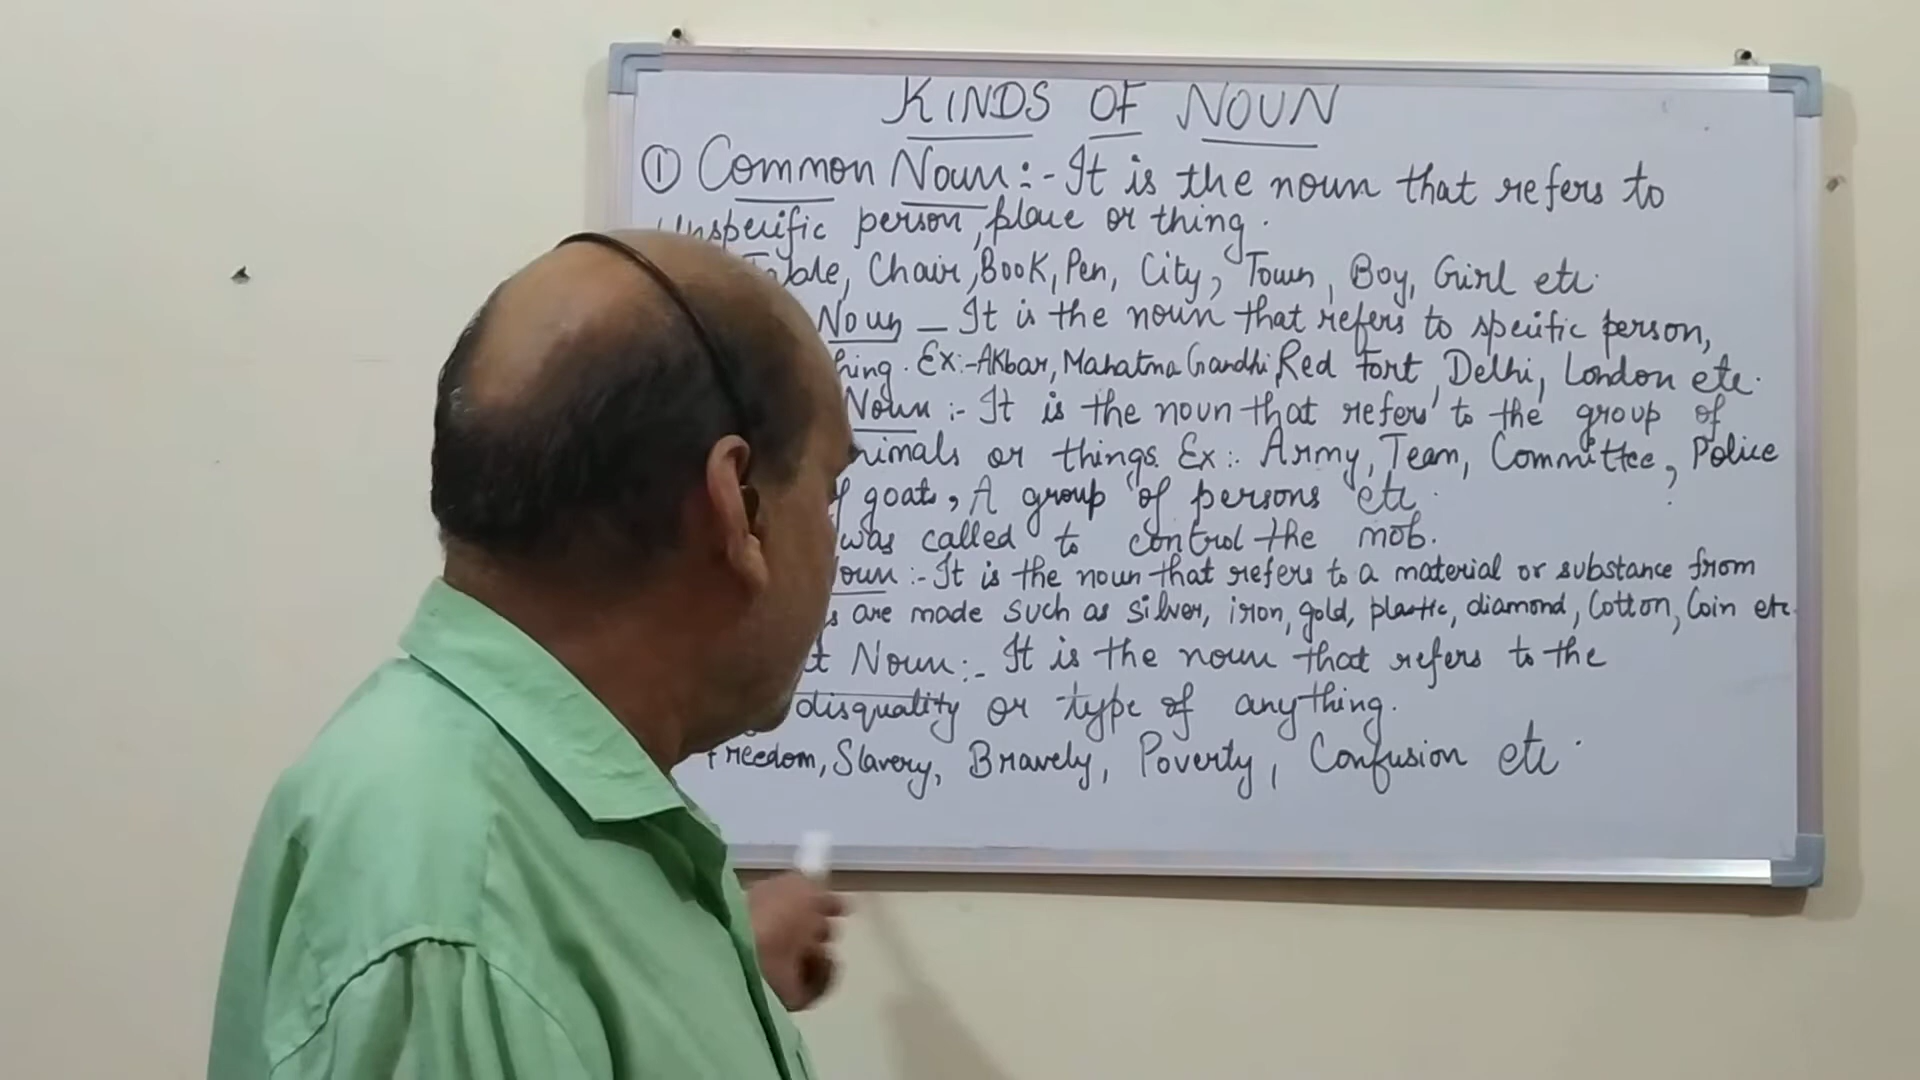 KINDS OF NOUN
① Common Noun:- It is the noun that refers to
Unspecific person, place or thing.
Table, Chair, Book, Pen, City, Town, Boy, Girl etc.
Noun — It is the noun that refers to specific person,
hing. Ex:- Akbar, Mahatma Gandhi, Red Fort, Delhi, London etc.
Noun :- It is the noun that refers to the group of
nimals or things. Ex:- Army, Team, Committee, Police
goats, A group of persons etc.
was called to control the mob.
oun :- It is the noun that refers to a material or substance from
s are made such as silver, iron, gold, plastic, diamond, Cotton, Coin etc.
t Noun:- It is the noun that refers to the
disquality or type of anything.
Freedom, Slavery, Bravely, Poverty, Confusion etc.